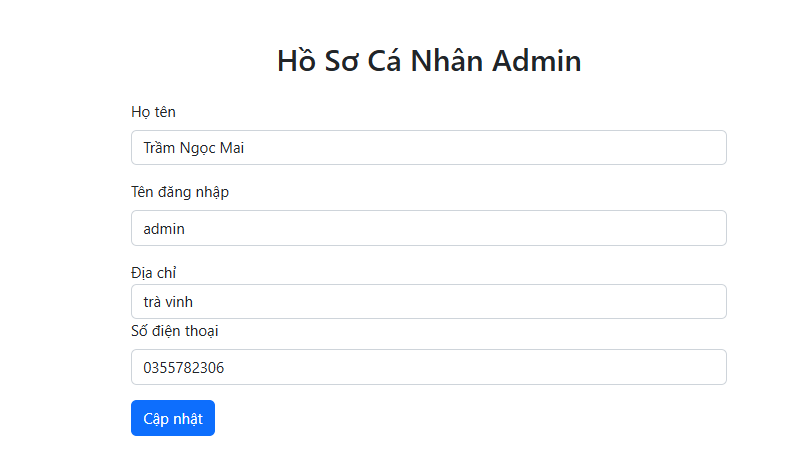 Hồ Sơ Cá Nhân Admin
Họ tên
Trầm Ngọc Mai
Tên đăng nhập
admin
Địa chỉ
trà vinh
Số điện thoại
0355782306
Cập nhật